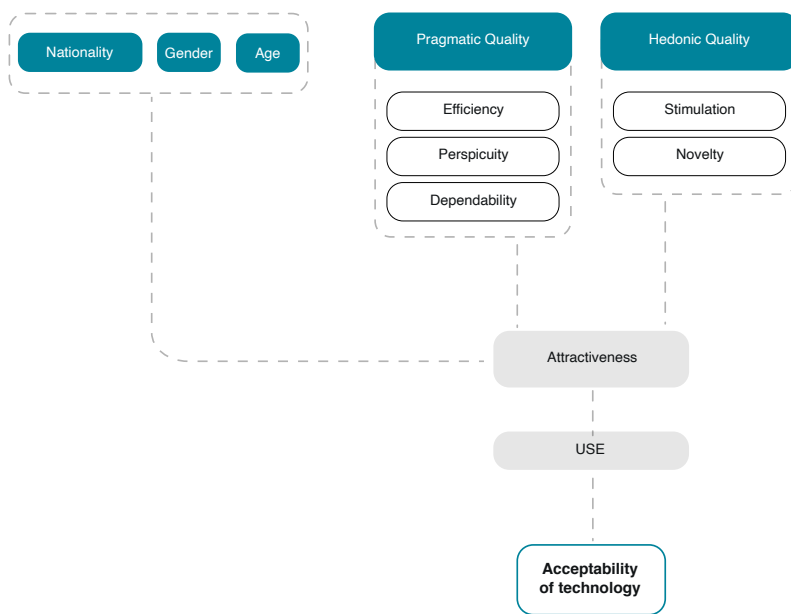 Nationality
Gender
Age
Pragmatic Quality
Efficiency
Perspicuity
Dependability
Hedonic Quality
Stimulation
Novelty
Attractiveness
USE
Acceptability
of technology